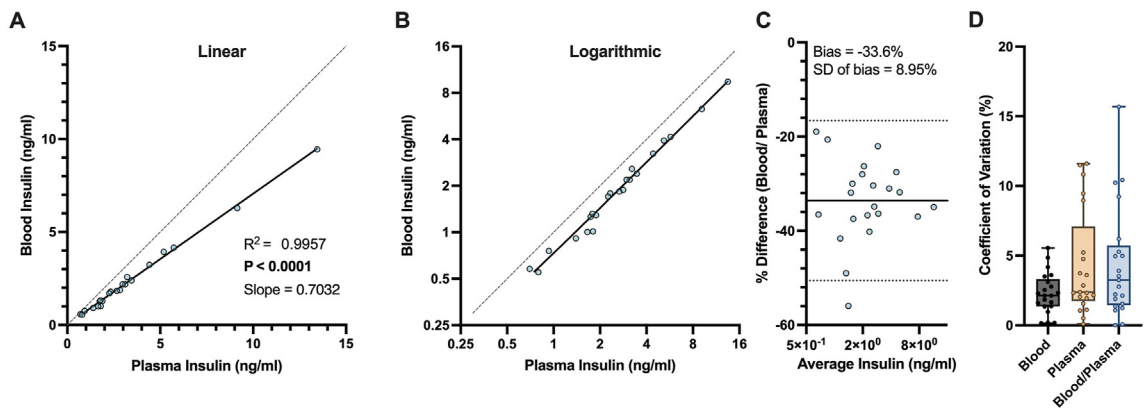 A
Linear
15
10
5
0
Blood Insulin (ng/ml)
R² = 0.9957
P < 0.0001
Slope = 0.7032
0 5 10 15
Plasma Insulin (ng/ml)
B
Logarithmic
16
8
4
2
1
0.5
0.25
Blood Insulin (ng/ml)
0.25 0.5 1 2 4 8 16
Plasma Insulin (ng/ml)
C
Bias = -33.6%
SD of bias = 8.95%
0
-20
-40
-60
% Difference (Blood/ Plasma)
5×10⁻¹ 2×10⁰ 8×10⁰
Average Insulin (ng/ml)
D
20
15
10
5
0
Coefficient of Variation (%)
Blood
Plasma
Blood/Plasma